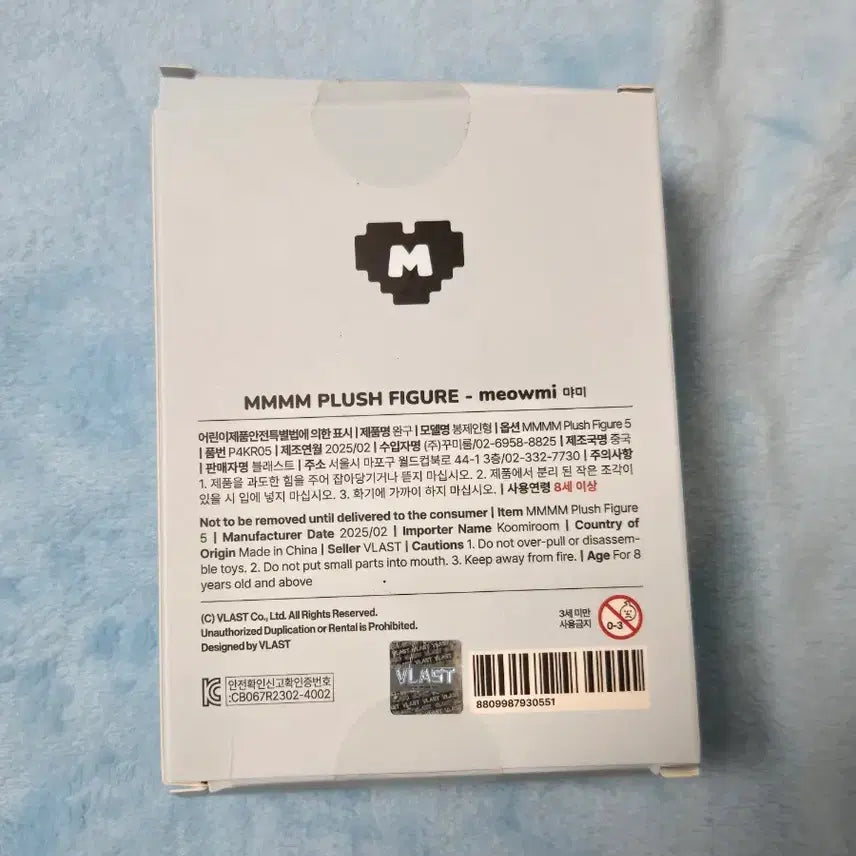 M
MMMM PLUSH FIGURE - meowmi 먀미
어린이제품안전특별법에 의한 표시 | 제품명 완구 | 모델명 봉제인형 | 옵션 MMMM Plush Figure 5
| 품번 P4KR05 | 제조연월 2025/02 | 수입자명 (주)꾸미룸/02-6958-8825 | 제조국명 중국
| 판매자명 블래스트 | 주소 서울시 마포구 월드컵북로 44-1 3층/02-332-7730 | 주의사항
1. 제품을 과도한 힘을 주어 잡아당기거나 뜯지 마십시오. 2. 제품에서 분리 된 작은 조각이
있을 시 입에 넣지 마십시오. 3. 화기에 가까이 하지 마십시오. | 사용연령 8세 이상
Not to be removed until delivered to the consumer | Item MMMM Plush Figure
5 | Manufacturer Date 2025/02 | Importer Name Koomiroom | Country of
Origin Made in China | Seller VLAST | Cautions 1. Do not over-pull or disassem-
ble toys. 2. Do not put small parts into mouth. 3. Keep away from fire. | Age For 8
years old and above
(C) VLAST Co., Ltd. All Rights Reserved.
Unauthorized Duplication or Rental is Prohibited.
Designed by VLAST
3세 미만
사용금지
0-3
안전확인신고확인증번호
:CB067R2302-4002
VLAST
8809987930551